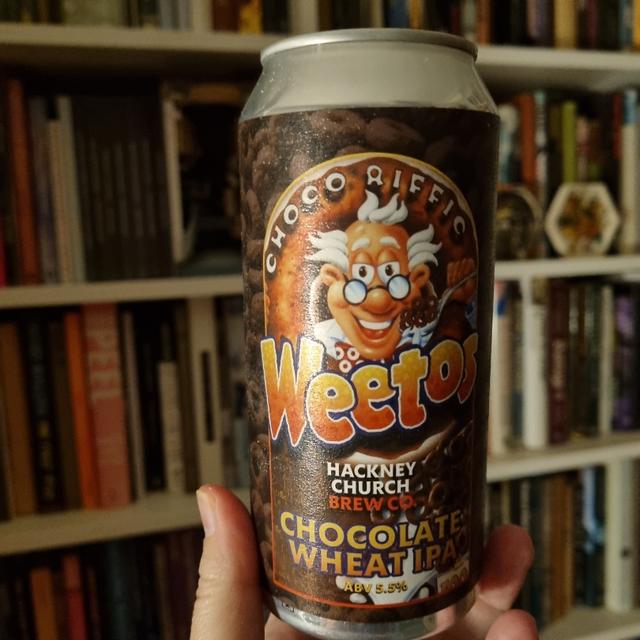 CHOCO RIFFIC
Weetos
HACKNEY
CHURCH
BREW CO.
CHOCOLATE
WHEAT IPA
ABV 5.5%